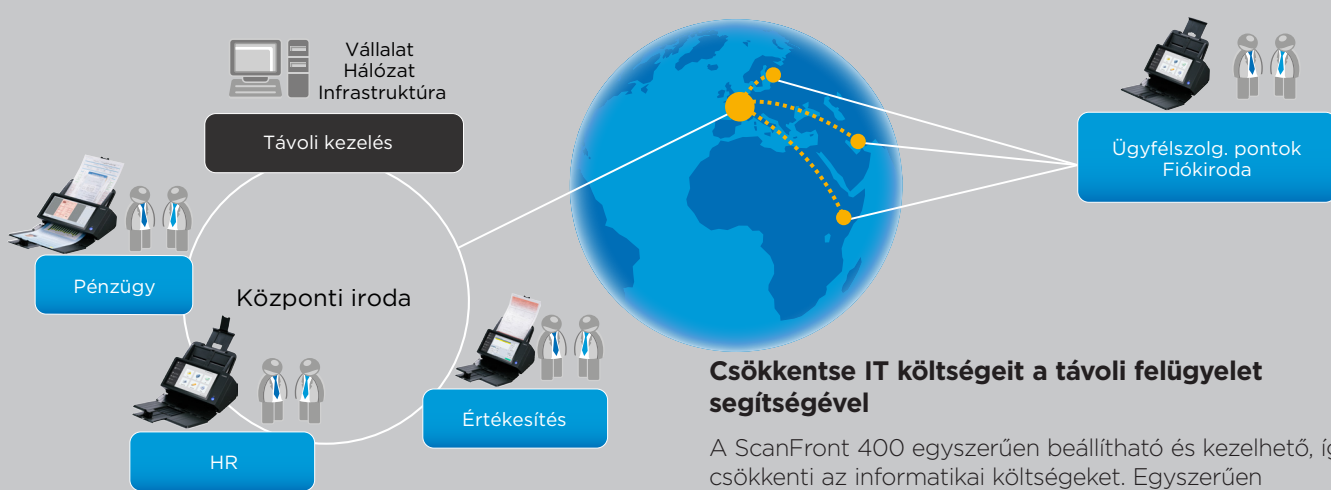 Vállalat
Hálózat
Infrastruktúra
Távoli kezelés
Ügyfélszolg. pontok
Fiókiroda
Pénzügy
Központi iroda
Értékesítés
HR
Csökkentse IT költségeit a távoli felügyelet
segítségével
A ScanFront 400 egyszerűen beállítható és kezelhető,
csökkenti az informatikai költségeket. Egyszerűen